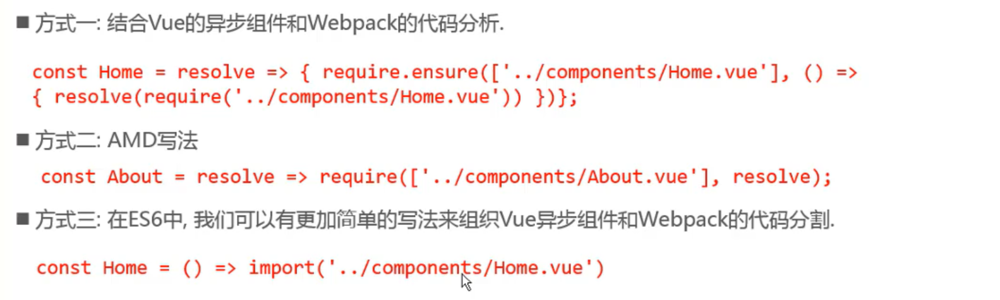 ■ 方式一: 结合Vue的异步组件和Webpack的代码分析.
const Home = resolve => { require.ensure(['../components/Home.vue'], () =>
{ resolve(require('../components/Home.vue')) })};
■ 方式二: AMD写法
const About = resolve => require(['../components/About.vue'], resolve);
■ 方式三: 在ES6中, 我们可以有更加简单的写法来组织Vue异步组件和Webpack的代码分割.
const Home = () => import('../components/Home.vue')